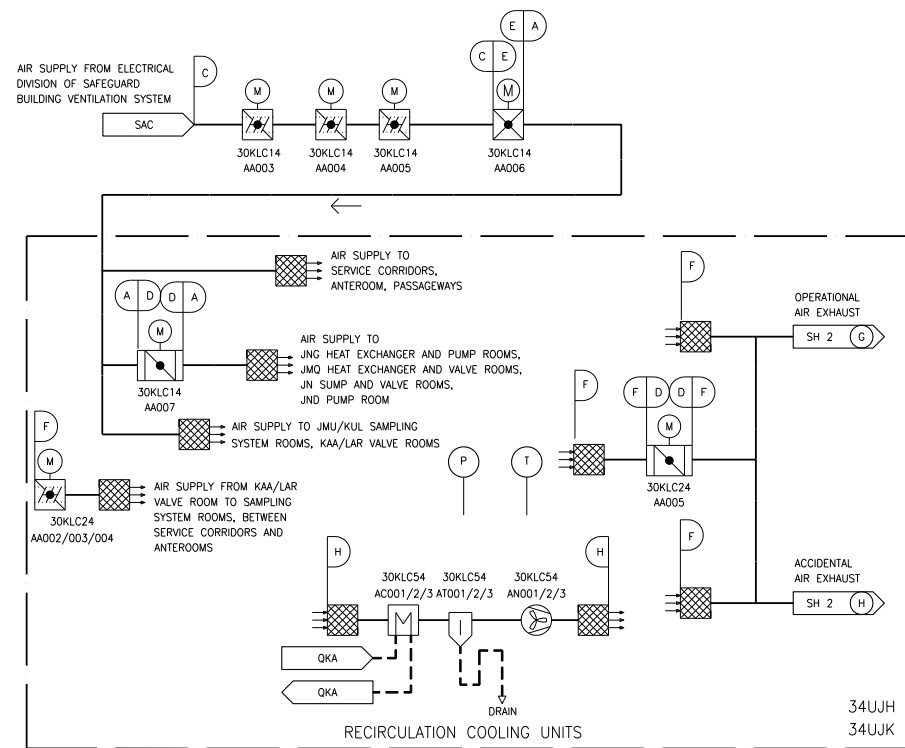 E A
C E
C
AIR SUPPLY FROM ELECTRICAL
DIVISION OF SAFEGUARD
BUILDING VENTILATION SYSTEM
SAC
M
M
M
M
30KLC14
AA003
30KLC14
AA004
30KLC14
AA005
30KLC14
AA006
AIR SUPPLY TO
SERVICE CORRIDORS,
ANTEROOM, PASSAGEWAYS
A D D A
M
30KLC14
AA007
AIR SUPPLY TO
JNG HEAT EXCHANGER AND PUMP ROOMS,
JMQ HEAT EXCHANGER AND VALVE ROOMS,
JN SUMP AND VALVE ROOMS,
JND PUMP ROOM
AIR SUPPLY TO JMU/KUL SAMPLING
SYSTEM ROOMS, KAA/LAR VALVE ROOMS
F
M
30KLC24
AA002/003/004
AIR SUPPLY FROM KAA/LAR
VALVE ROOM TO SAMPLING
SYSTEM ROOMS, BETWEEN
SERVICE CORRIDORS AND
ANTEROOMS
F
OPERATIONAL
AIR EXHAUST
SH 2 G
F
F D D F
M
30KLC24
AA005
P
T
F
ACCIDENTAL
AIR EXHAUST
SH 2 H
H
30KLC54
AC001/2/3
30KLC54
AT001/2/3
30KLC54
AN001/2/3
H
QKA
QKA
DRAIN
RECIRCULATION COOLING UNITS
34UJH
34UJK